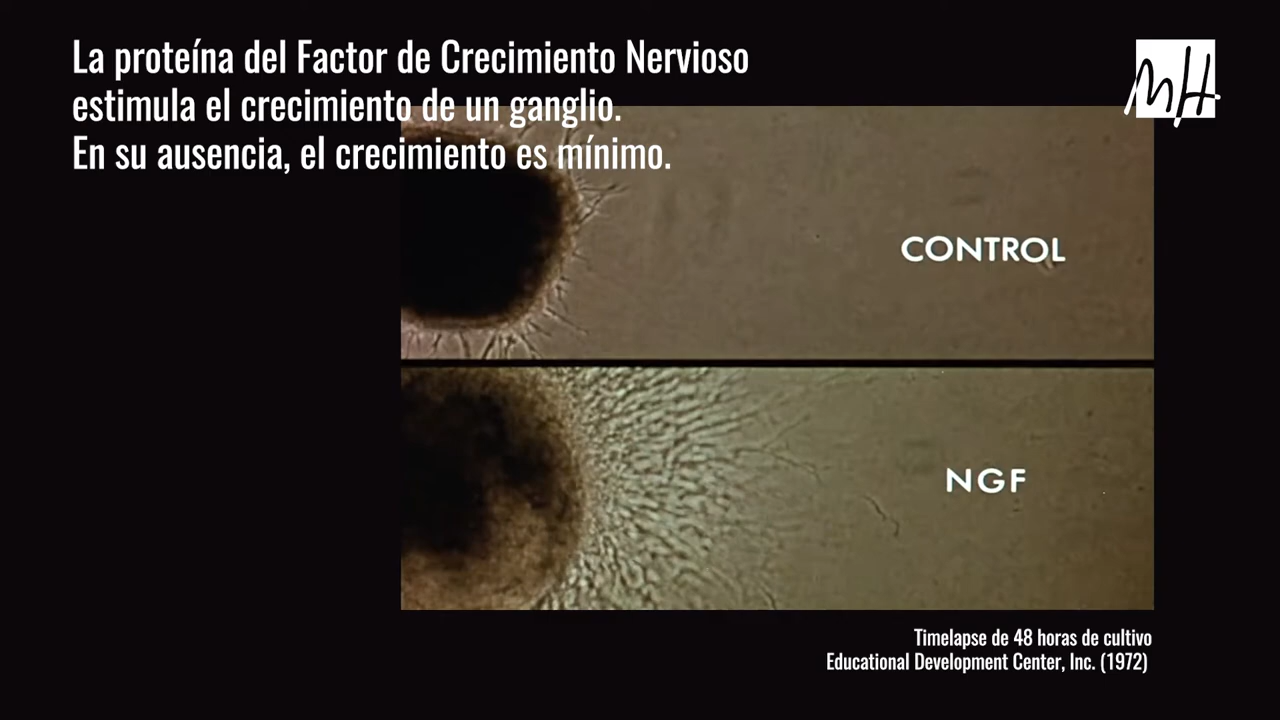 La proteína del Factor de Crecimiento Nervioso
estimula el crecimiento de un ganglio.
En su ausencia, el crecimiento es mínimo.
MH
CONTROL
NGF
Timelapse de 48 horas de cultivo
Educational Development Center, Inc. (1972)